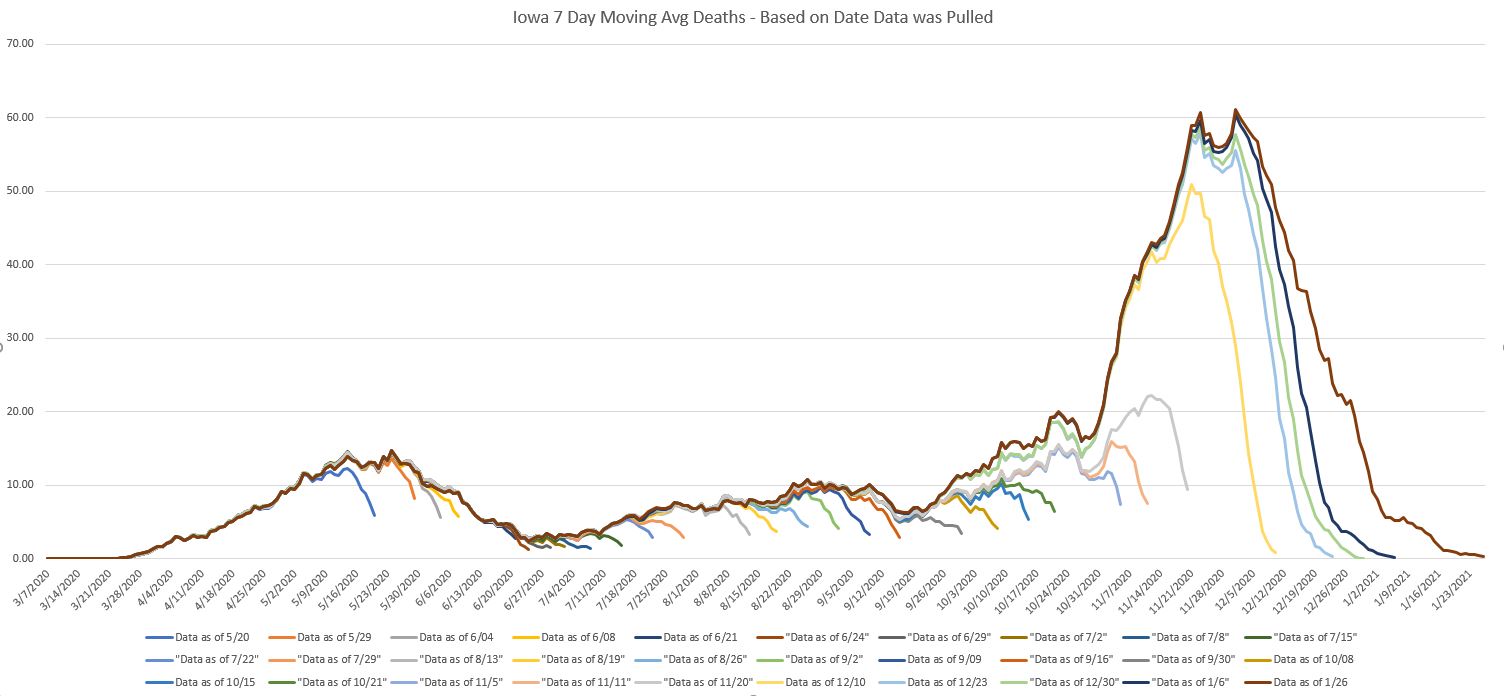 Iowa 7 Day Moving Avg Deaths - Based on Date Data was Pulled
70.00
60.00
50.00
40.00
30.00
20.00
10.00
0.00
3/7/2020 3/14/2020 3/21/2020 3/28/2020 4/4/2020 4/11/2020 4/18/2020 4/25/2020 5/2/2020 5/9/2020 5/16/2020 5/23/2020 5/30/2020 6/6/2020 6/13/2020 6/20/2020 6/27/2020 7/4/2020 7/11/2020 7/18/2020 7/25/2020 8/1/2020 8/8/2020 8/15/2020 8/22/2020 8/29/2020 9/5/2020 9/12/2020 9/19/2020 9/26/2020 10/3/2020 10/10/2020 10/17/2020 10/24/2020 10/31/2020 11/7/2020 11/14/2020 11/21/2020 11/28/2020 12/5/2020 12/12/2020 12/19/2020 12/26/2020 1/2/2021 1/9/2021 1/16/2021 1/23/2021
Data as of 5/20 Data as of 5/29 Data as of 6/04 Data as of 6/08 Data as of 6/21 "Data as of 6/24" "Data as of 6/29" "Data as of 7/2" "Data as of 7/8" "Data as of 7/15"
"Data as of 7/22" "Data as of 7/29" "Data as of 8/13" "Data as of 8/19" "Data as of 8/26" "Data as of 9/2" Data as of 9/09 "Data as of 9/16" "Data as of 9/30" Data as of 10/08
Data as of 10/15 "Data as of 10/21" "Data as of 11/5" "Data as of 11/11" "Data as of 11/20" Data as of 12/10 Data as of 12/23 "Data as of 12/30" "Data as of 1/6" Data as of 1/26